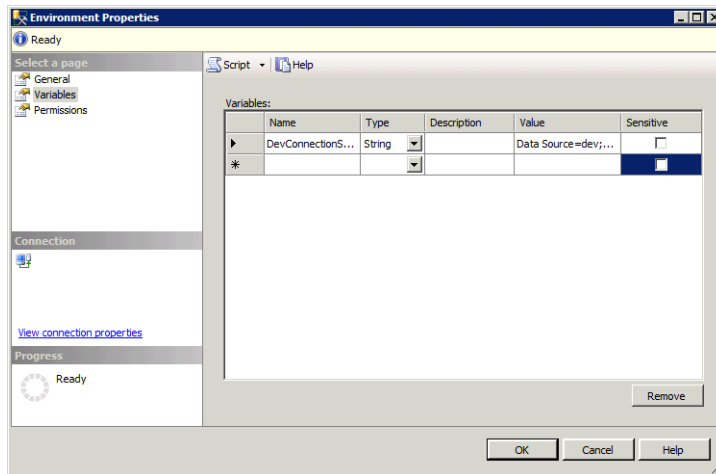 Environment Properties
Ready
Select a page
General
Variables
Permissions
Script
Help
Variables:
Name Type Description Value Sensitive
DevConnectionS... String Data Source=dev;...
Connection
View connection properties
Progress
Ready
Remove
OK Cancel Help